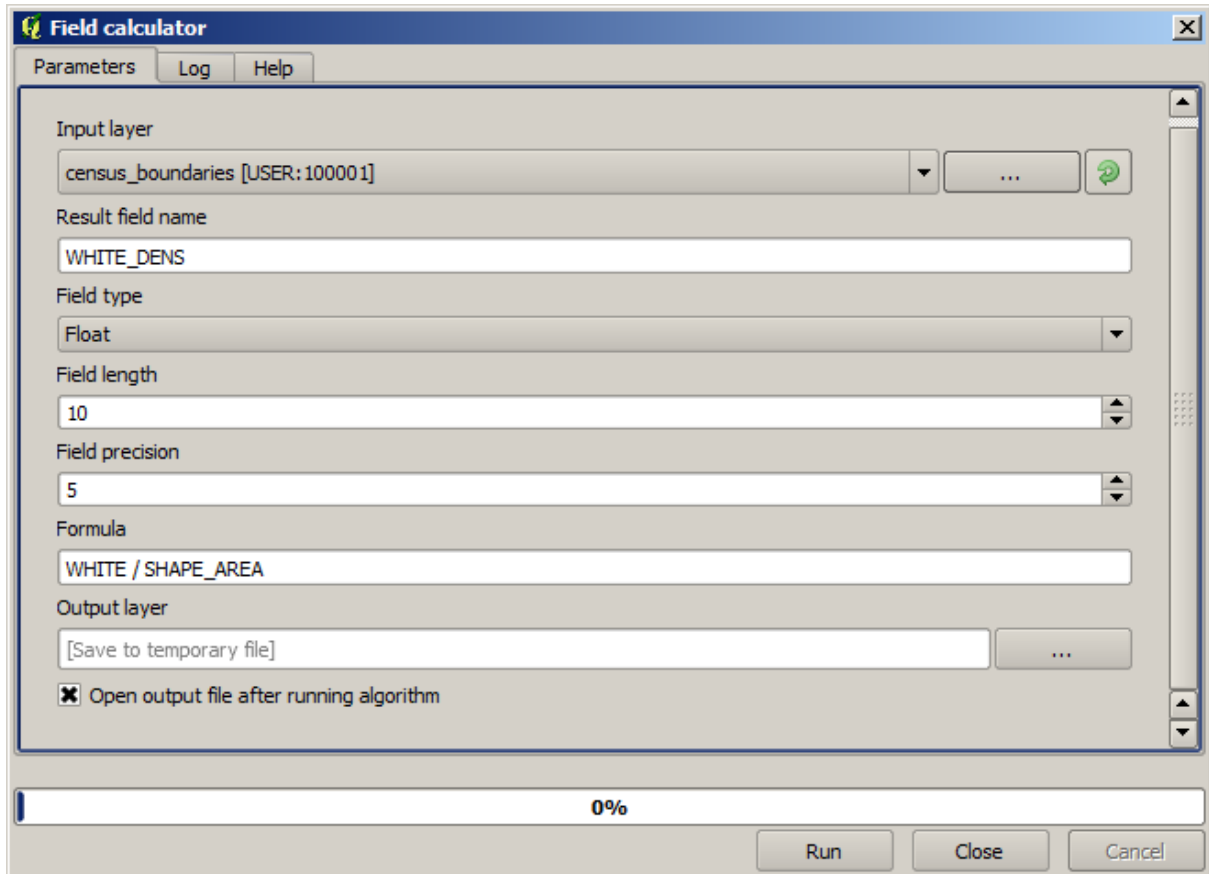 Field calculator
Parameters Log Help
Input layer
census_boundaries [USER:100001]
...
Result field name
WHITE_DENS
Field type
Float
Field length
10
Field precision
5
Formula
WHITE / SHAPE_AREA
Output layer
[Save to temporary file]
...
Open output file after running algorithm
0%
Run Close Cancel